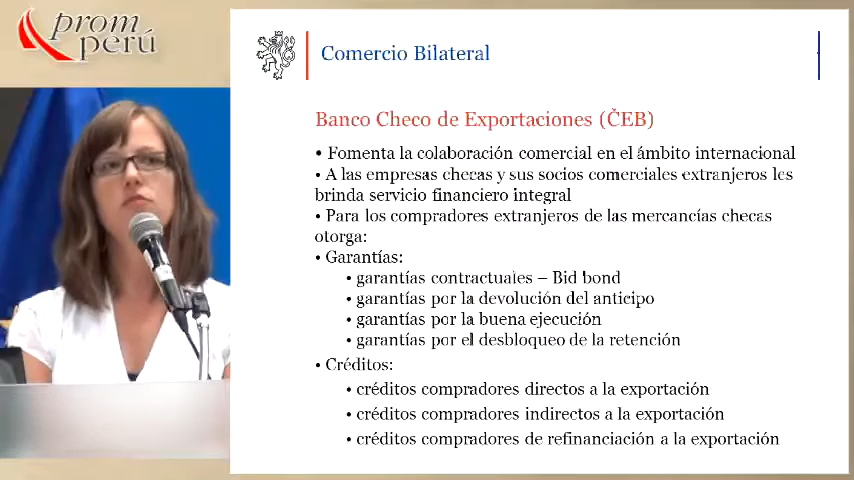 prom
perú
Comercio Bilateral
Banco Checo de Exportaciones (ČEB)
• Fomenta la colaboración comercial en el ámbito internacional
• A las empresas checas y sus socios comerciales extranjeros les
brinda servicio financiero integral
• Para los compradores extranjeros de las mercancías checas
otorga:
• Garantías:
• garantías contractuales – Bid bond
• garantías por la devolución del anticipo
• garantías por la buena ejecución
• garantías por el desbloqueo de la retención
• Créditos:
• créditos compradores directos a la exportación
• créditos compradores indirectos a la exportación
• créditos compradores de refinanciación a la exportación